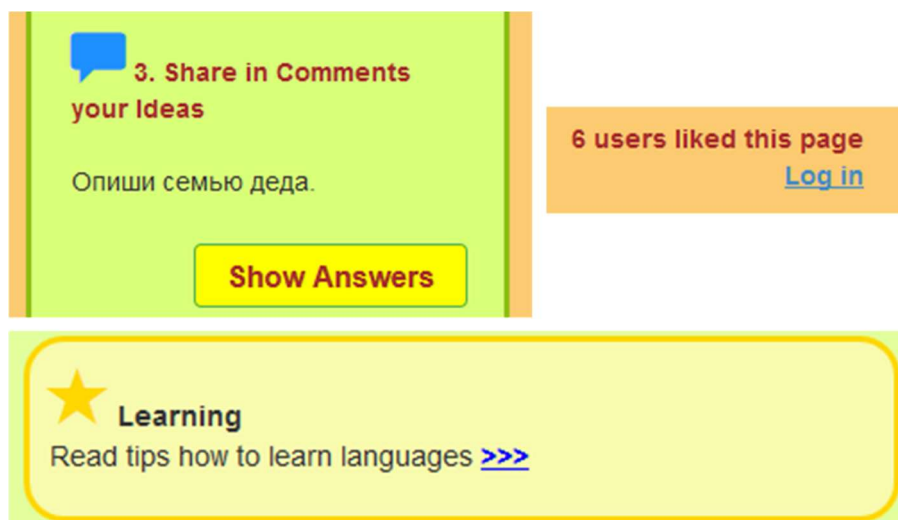 3. Share in Comments
your Ideas
Опиши семью деда.
Show Answers
6 users liked this page
Log in
Learning
Read tips how to learn languages >>>